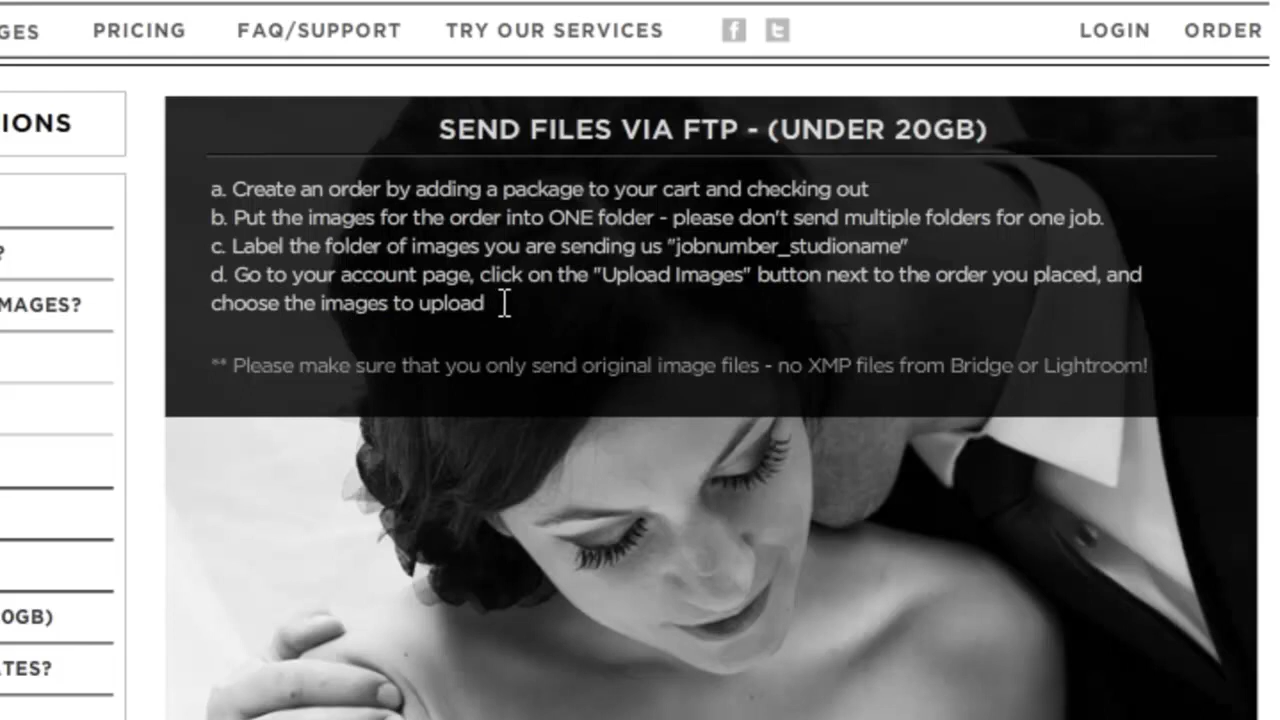 GES PRICING FAQ/SUPPORT TRY OUR SERVICES f t LOGIN ORDER
IONS
?
MAGES?
0GB)
TES?
SEND FILES VIA FTP - (UNDER 20GB)
a. Create an order by adding a package to your cart and checking out
b. Put the images for the order into ONE folder - please don't send multiple folders for one job.
c. Label the folder of images you are sending us "jobnumber_studioname"
d. Go to your account page, click on the "Upload Images" button next to the order you placed, and
choose the images to upload
** Please make sure that you only send original image files - no XMP files from Bridge or Lightroom!